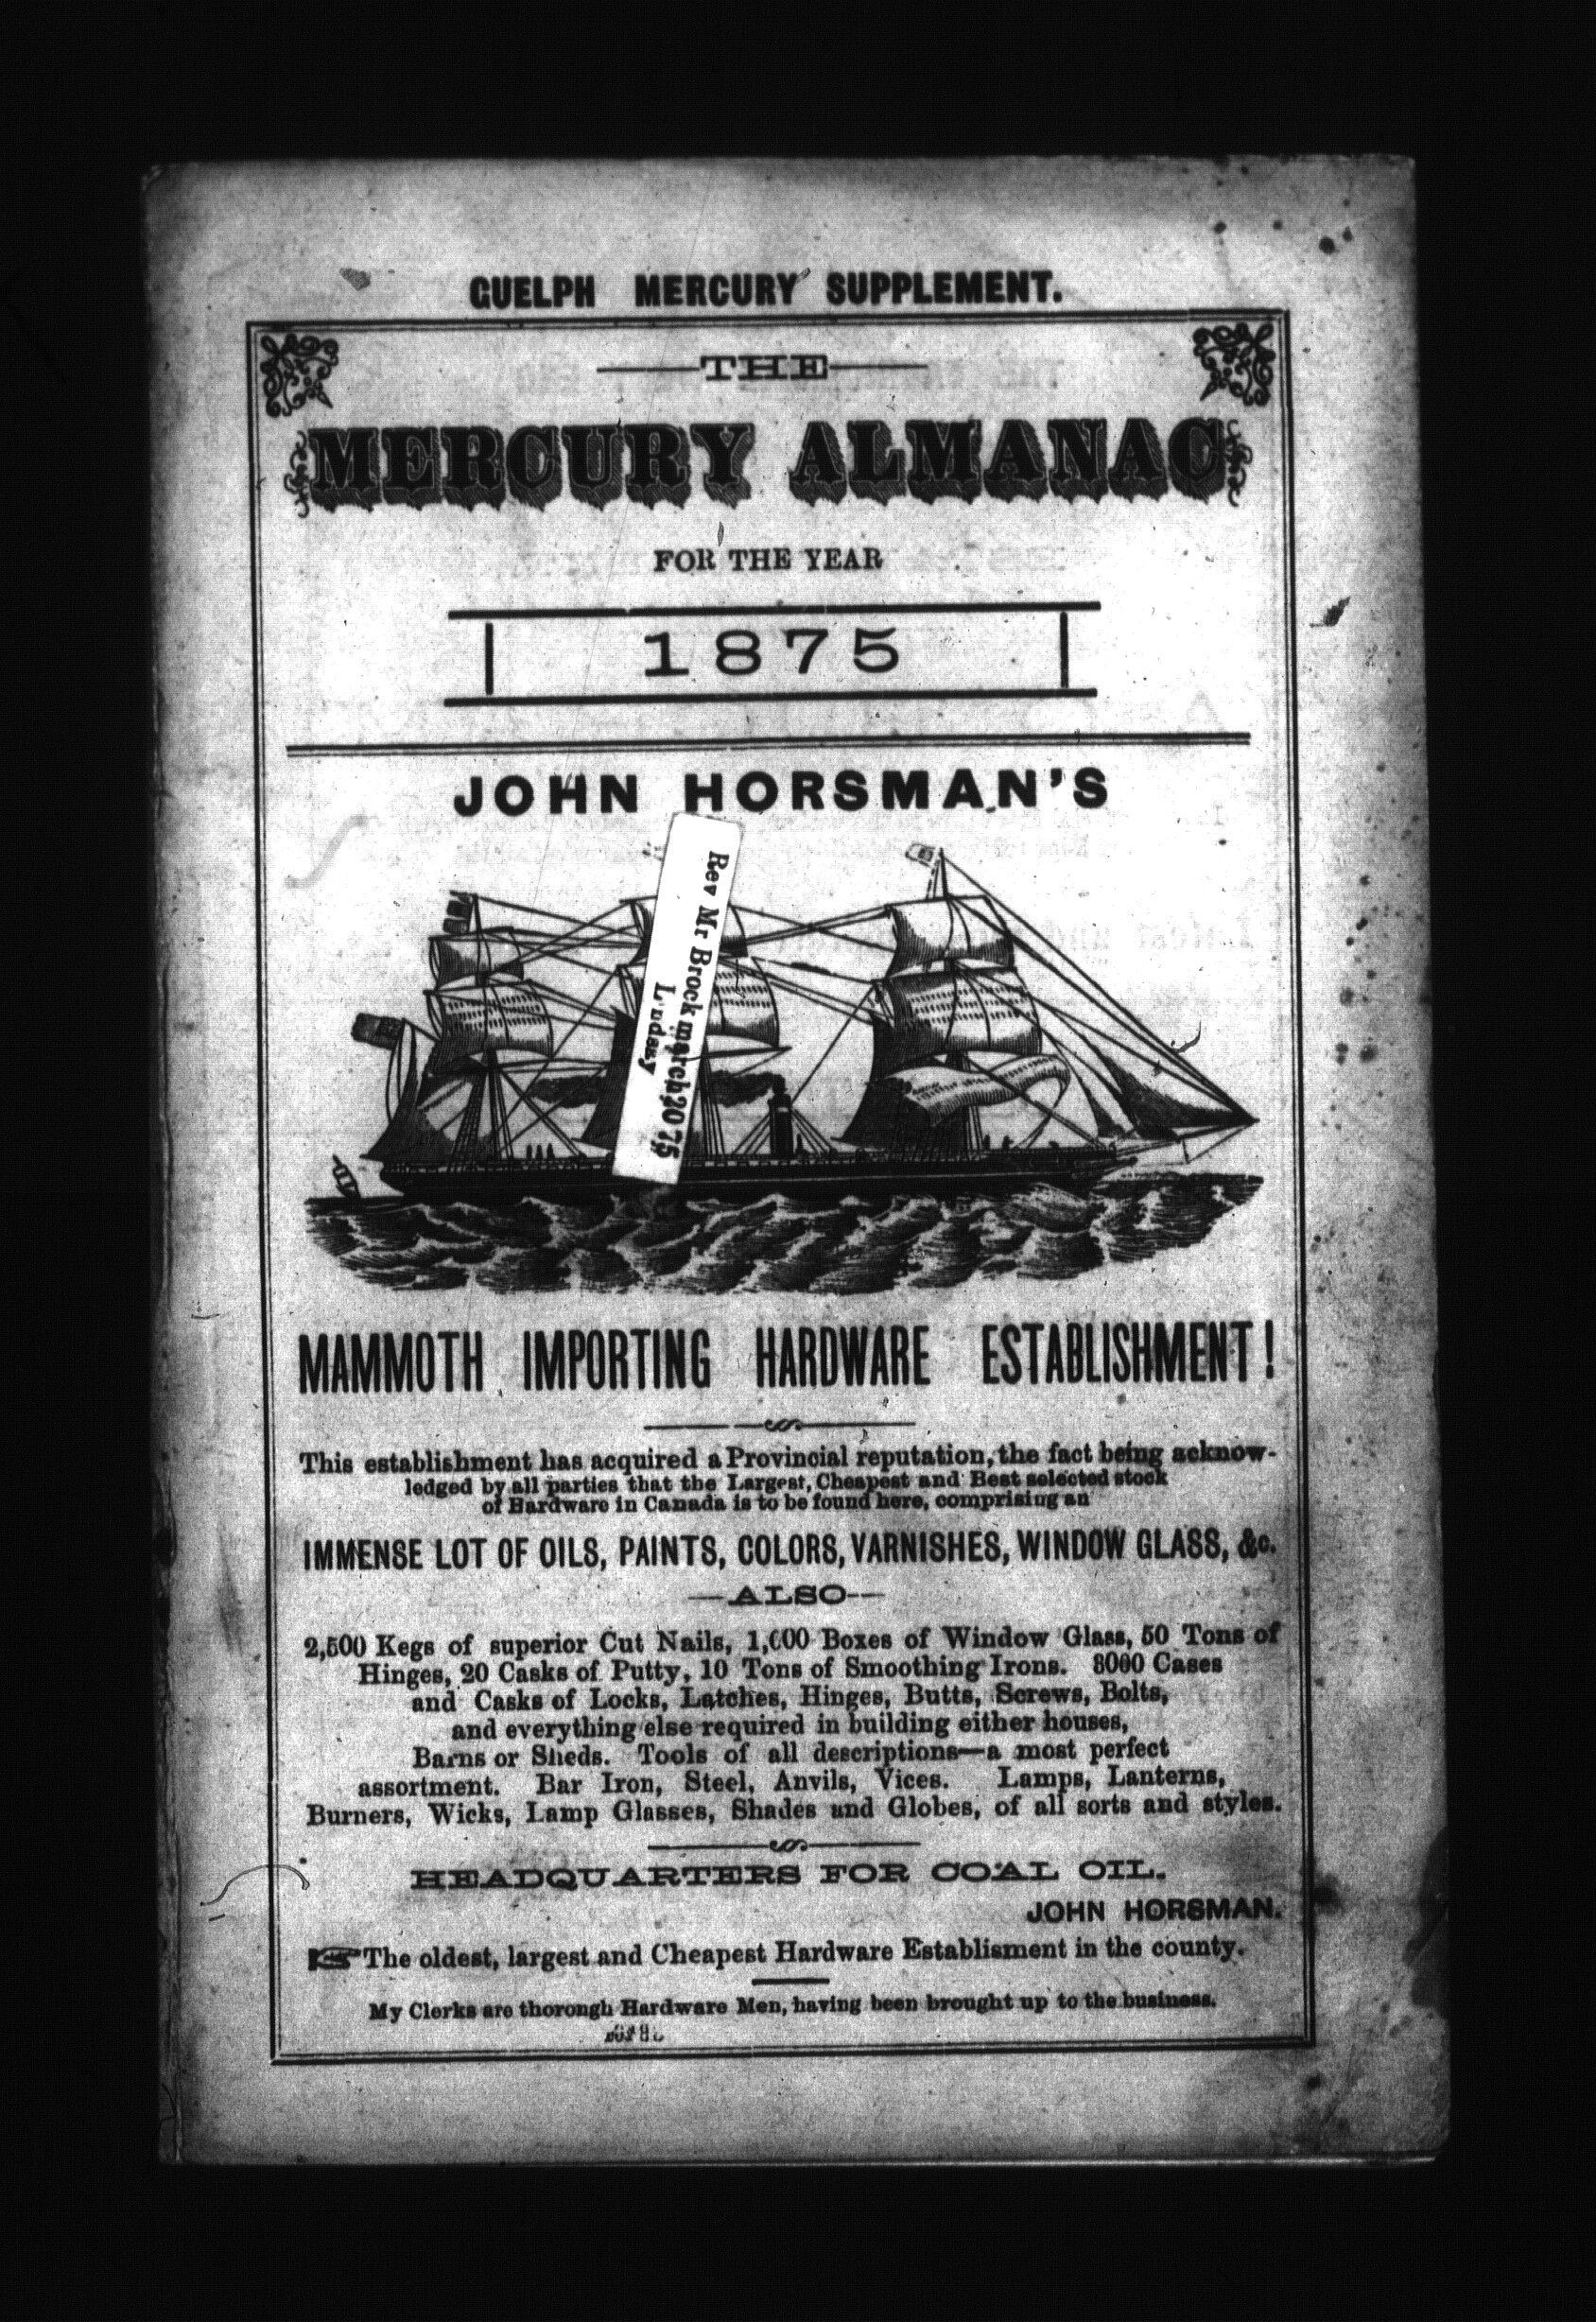 GUELPH MERCURY SUPPLEMENT.
THE
MERCURY ALMANAC
FOR THE YEAR
1875
JOHN HORSMAN'S
Rev Mr Brock march 20 75
MAMMOTH IMPORTING HARDWARE ESTABLISHMENT!
This establishment has acquired a Provincial reputation, the fact being acknow-
ledged by all parties that the Largest, Cheapest and Best selected stock
of Hardware in Canada is to be found here, comprising an
IMMENSE LOT OF OILS, PAINTS, COLORS, VARNISHES, WINDOW GLASS, &c.
—ALSO—
2,500 Kegs of superior Cut Nails, 1,000 Boxes of Window Glass, 50 Tons of
Hinges, 20 Casks of Putty, 10 Tons of Smoothing Irons. 3000 Cases
and Casks of Locks, Latches, Hinges, Butts, Screws, Bolts,
and everything else required in building either houses,
Barns or Sheds. Tools of all descriptions—a most perfect
assortment. Bar Iron, Steel, Anvils, Vices. Lamps, Lanterns,
Burners, Wicks, Lamp Glasses, Shades and Globes, of all sorts and styles.
HEADQUARTERS FOR COAL OIL.
JOHN HORSMAN.
The oldest, largest and Cheapest Hardware Establisment in the county.
My Clerks are thorongh Hardware Men, having been brought up to the business.